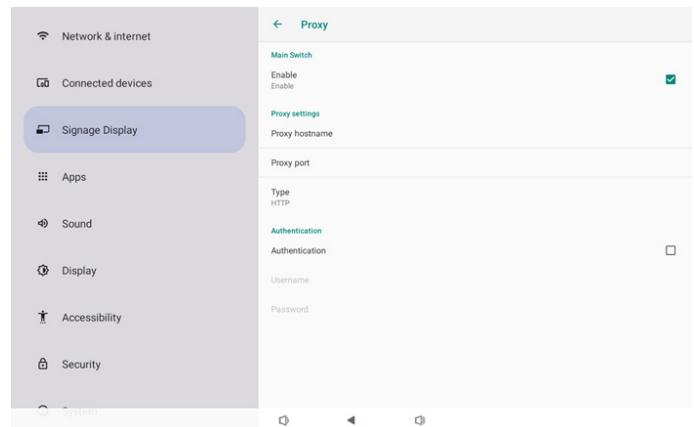 Network & internet
Connected devices
Signage Display
Apps
Sound
Display
Accessibility
Security
System
Proxy
Main Switch
Enable
Enable
Proxy settings
Proxy hostname
Proxy port
Type
HTTP
Authentication
Authentication
Username
Password